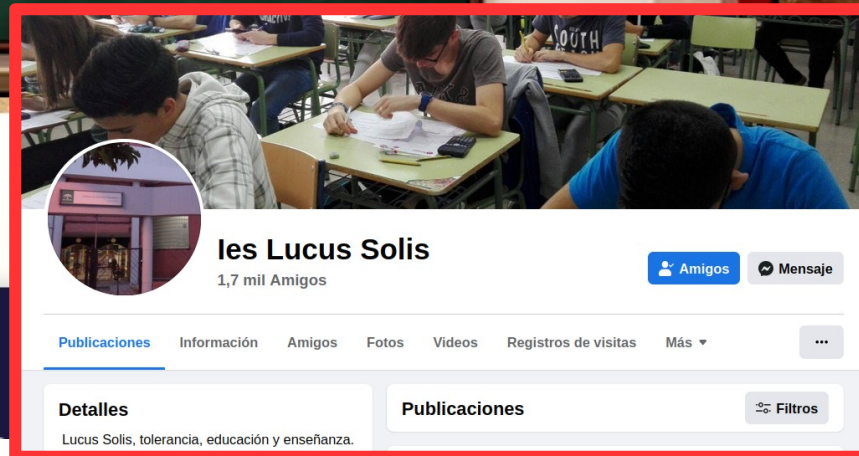 SOUTH
Ies Lucus Solis
1,7 mil Amigos
Amigos
Mensaje
Publicaciones Información Amigos Fotos Videos Registros de visitas Más
Detalles
Publicaciones
Filtros
Lucus Solis, tolerancia, educación y enseñanza.